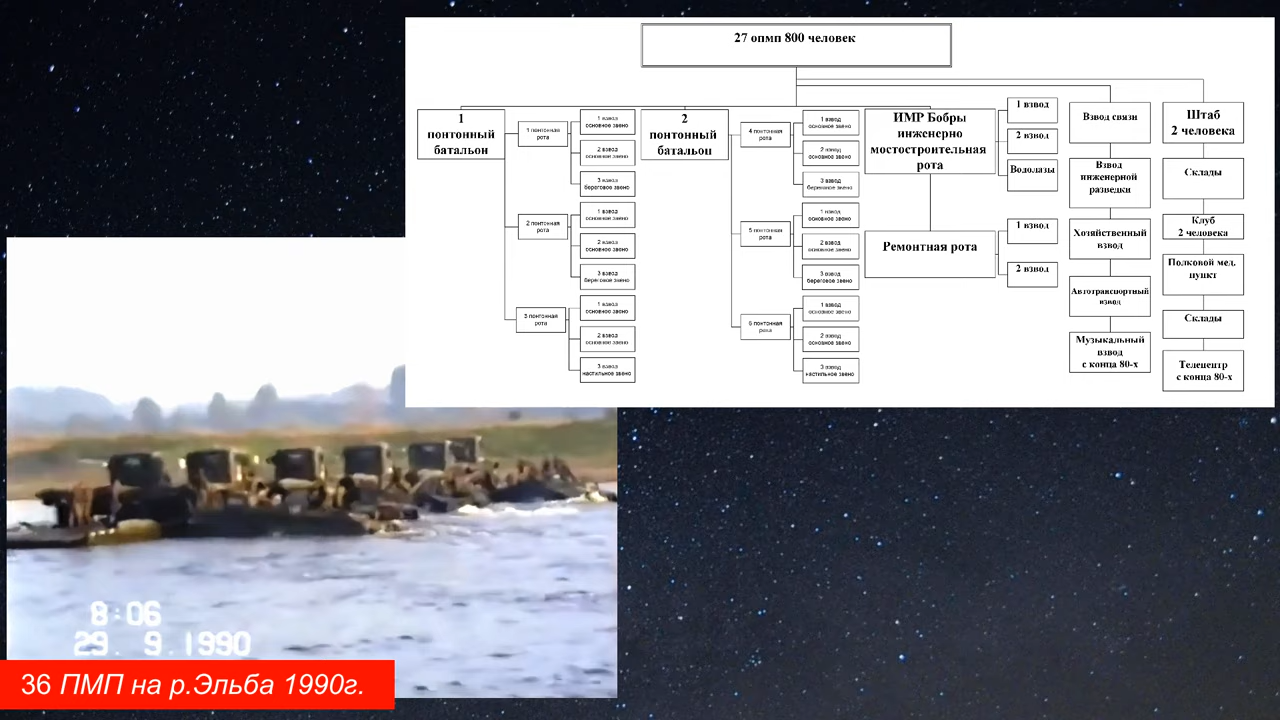 27 опмп 800 человек
1
понтонный
батальон
1 понтонная
рота
1 взвод
основное звено
2 взвод
основное звено
3 взвод
береговое звено
2 понтонная
рота
1 взвод
основное звено
2 взвод
основное звено
3 взвод
береговое звено
3 понтонная
рота
1 взвод
основное звено
2 взвод
основное звено
3 взвод
настильное звено
2
понтонный
батальон
4 понтонная
рота
1 взвод
основное звено
2 взвод
основное звено
3 взвод
береговое звено
5 понтонная
рота
1 взвод
основное звено
2 взвод
основное звено
3 взвод
береговое звено
6 понтонная
рота
1 взвод
основное звено
2 взвод
основное звено
3 взвод
настильное звено
ИМР Бобры
инженерно
мостостроительная
рота
1 взвод
2 взвод
Водолазы
Ремонтная рота
1 взвод
2 взвод
Взвод связи
Взвод
инженерной
разведки
Хозяйственный
взвод
Автотранспортный
взвод
Музыкальный
взвод
с конца 80-х
Штаб
2 человека
Склады
Клуб
2 человека
Полковой мед.
пункт
Склады
Телецентр
с конца 80-х
8:06
29. 9.1990
36 ПМП на р.Эльба 1990г.